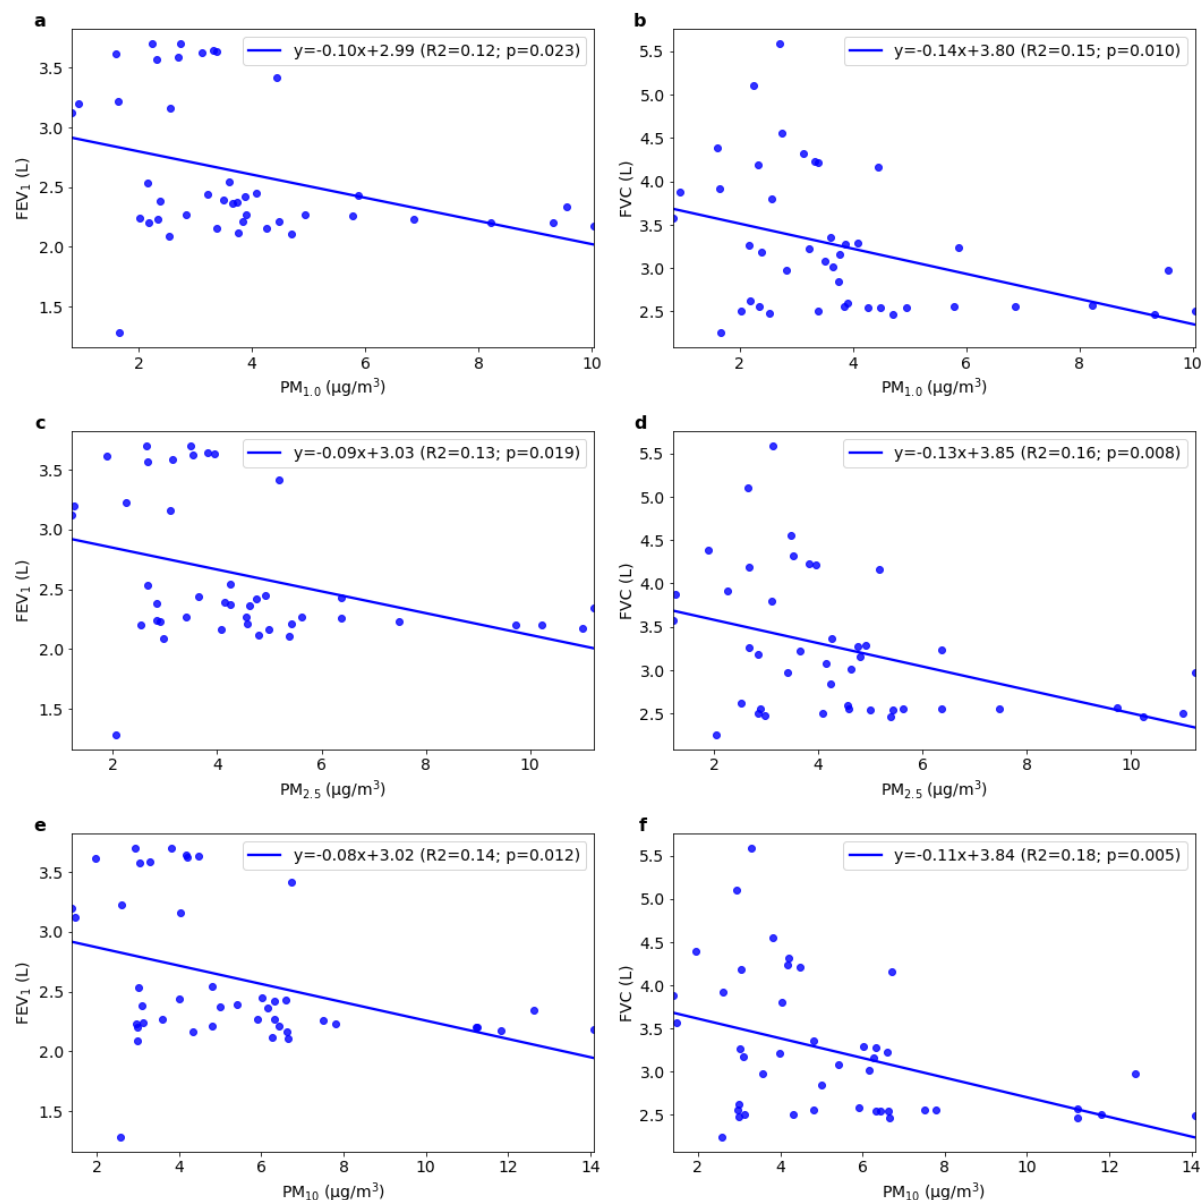 a
b
y=-0.10x+2.99 (R2=0.12; p=0.023)
y=-0.14x+3.80 (R2=0.15; p=0.010)
FEV₁ (L)
3.5
3.0
2.5
2.0
1.5
2 4 6 8 10
PM₁.₀ (µg/m³)
FVC (L)
5.5
5.0
4.5
4.0
3.5
3.0
2.5
2 4 6 8 10
PM₁.₀ (µg/m³)
c
d
y=-0.09x+3.03 (R2=0.13; p=0.019)
y=-0.13x+3.85 (R2=0.16; p=0.008)
FEV₁ (L)
3.5
3.0
2.5
2.0
1.5
2 4 6 8 10
PM₂.₅ (µg/m³)
FVC (L)
5.5
5.0
4.5
4.0
3.5
3.0
2.5
2 4 6 8 10
PM₂.₅ (µg/m³)
e
f
y=-0.08x+3.02 (R2=0.14; p=0.012)
y=-0.11x+3.84 (R2=0.18; p=0.005)
FEV₁ (L)
3.5
3.0
2.5
2.0
1.5
2 4 6 8 10 12 14
PM₁₀ (µg/m³)
FVC (L)
5.5
5.0
4.5
4.0
3.5
3.0
2.5
2 4 6 8 10 12 14
PM₁₀ (µg/m³)